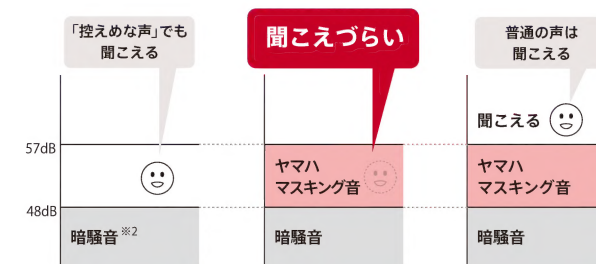 「控えめな声」でも
聞こえる
聞こえづらい
普通の声は
聞こえる
聞こえる
57dB
ヤマハ
マスキング音
ヤマハ
マスキング音
48dB
暗騒音※2
暗騒音
暗騒音